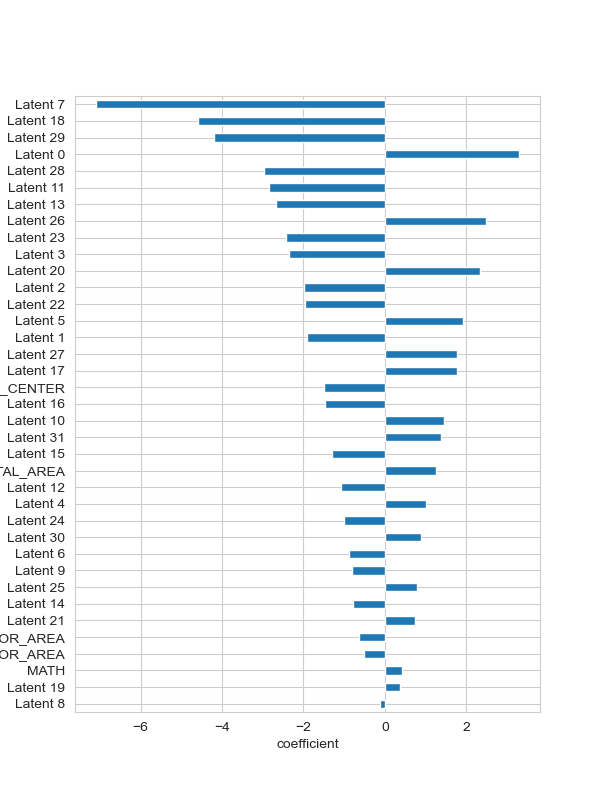 Latent 7
Latent 18
Latent 29
Latent 0
Latent 28
Latent 11
Latent 13
Latent 26
Latent 23
Latent 3
Latent 20
Latent 2
Latent 22
Latent 5
Latent 1
Latent 27
Latent 17
_CENTER
Latent 16
Latent 10
Latent 31
Latent 15
TAL_AREA
Latent 12
Latent 4
Latent 24
Latent 30
Latent 6
Latent 9
Latent 25
Latent 14
Latent 21
OR_AREA
OR_AREA
MATH
Latent 19
Latent 8
−6 −4 −2 0 2
coefficient